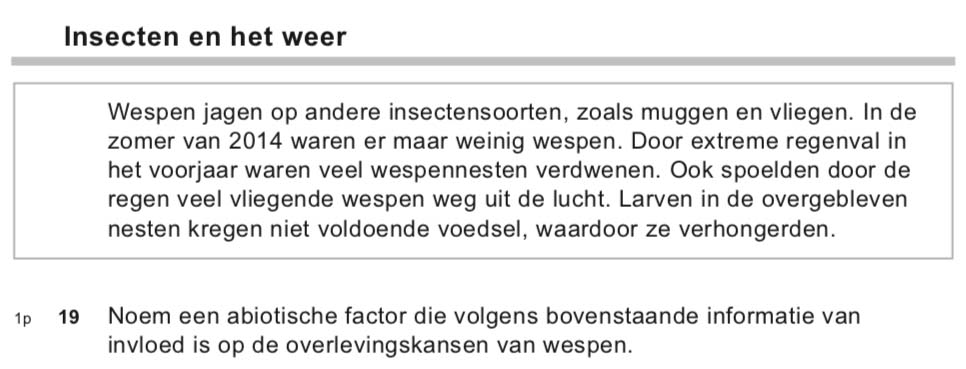 Insecten en het weer
Wespen jagen op andere insectensoorten, zoals muggen en vliegen. In de
zomer van 2014 waren er maar weinig wespen. Door extreme regenval in
het voorjaar waren veel wespennesten verdwenen. Ook spoelden door de
regen veel vliegende wespen weg uit de lucht. Larven in de overgebleven
nesten kregen niet voldoende voedsel, waardoor ze verhongerden.
1p 19 Noem een abiotische factor die volgens bovenstaande informatie van
invloed is op de overlevingskansen van wespen.